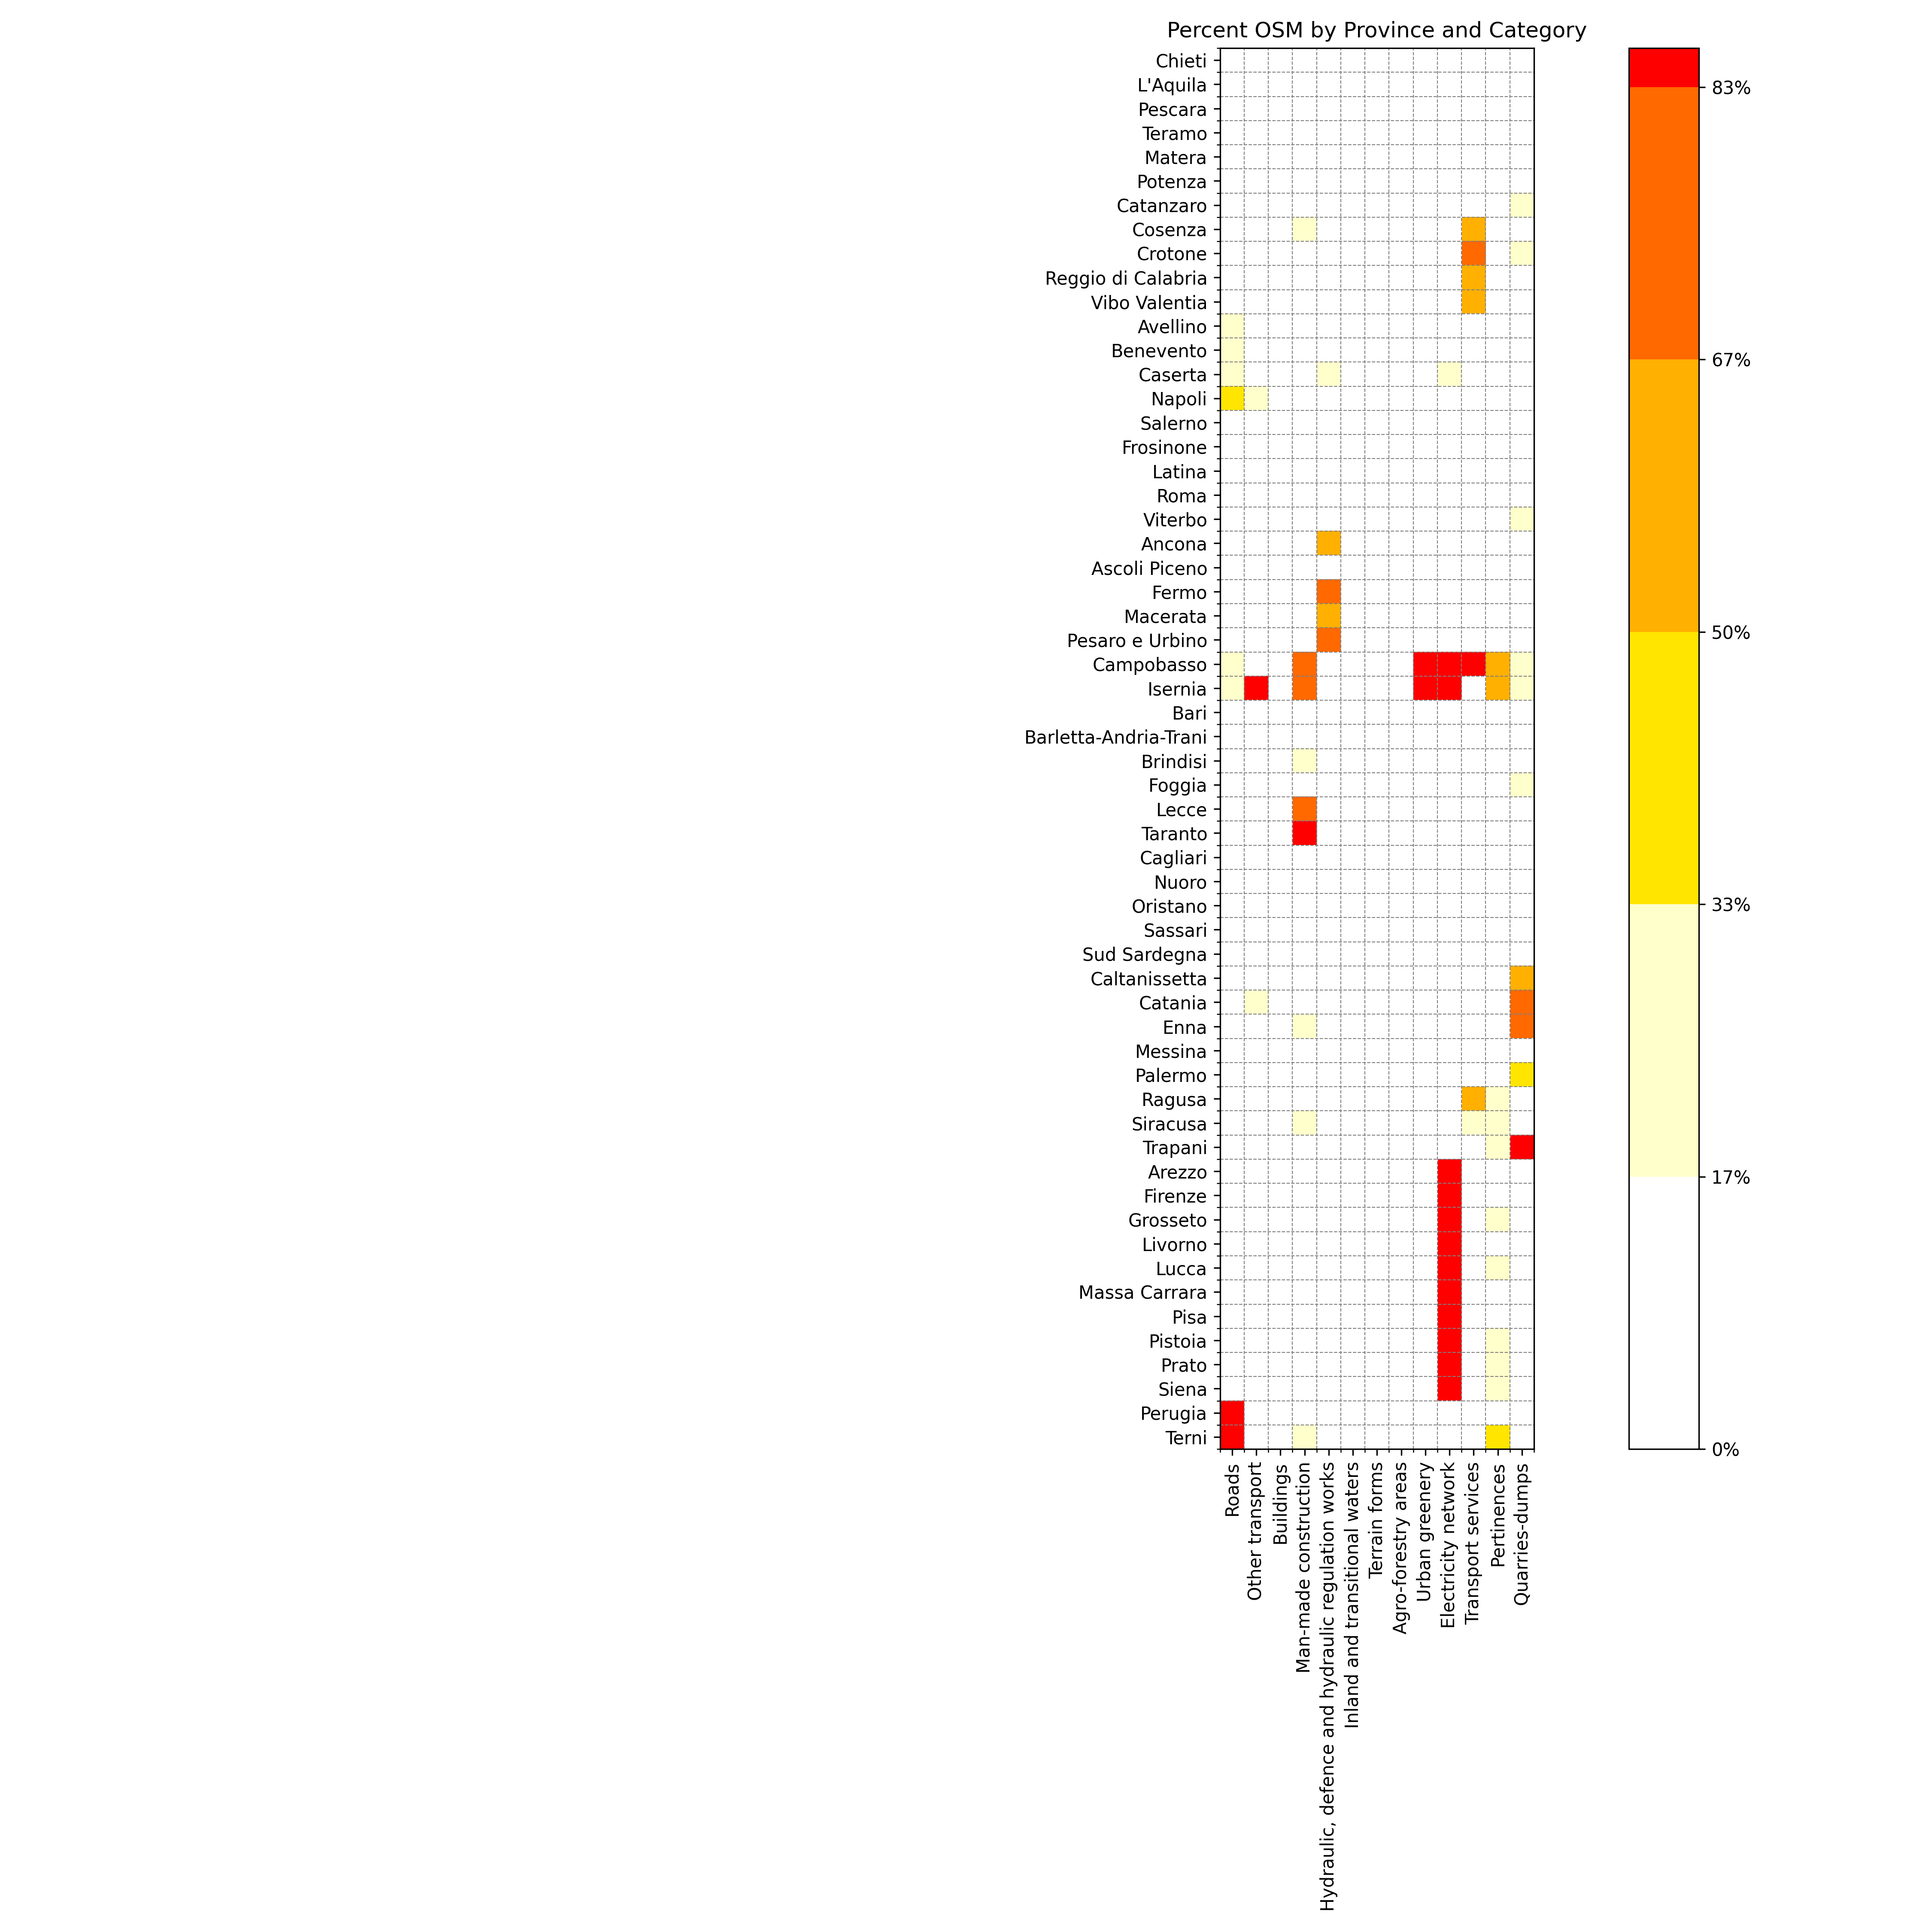 Percent OSM by Province and Category
Chieti
L'Aquila
Pescara
Teramo
Matera
Potenza
Catanzaro
Cosenza
Crotone
Reggio di Calabria
Vibo Valentia
Avellino
Benevento
Caserta
Napoli
Salerno
Frosinone
Latina
Roma
Viterbo
Ancona
Ascoli Piceno
Fermo
Macerata
Pesaro e Urbino
Campobasso
Isernia
Bari
Barletta-Andria-Trani
Brindisi
Foggia
Lecce
Taranto
Cagliari
Nuoro
Oristano
Sassari
Sud Sardegna
Caltanissetta
Catania
Enna
Messina
Palermo
Ragusa
Siracusa
Trapani
Arezzo
Firenze
Grosseto
Livorno
Lucca
Massa Carrara
Pisa
Pistoia
Prato
Siena
Perugia
Terni
Roads
Other transport
Buildings
Man-made construction
Hydraulic, defence and hydraulic regulation works
Inland and transitional waters
Terrain forms
Agro-forestry areas
Urban greenery
Electricity network
Transport services
Pertinences
Quarries-dumps
83%
67%
50%
33%
17%
0%